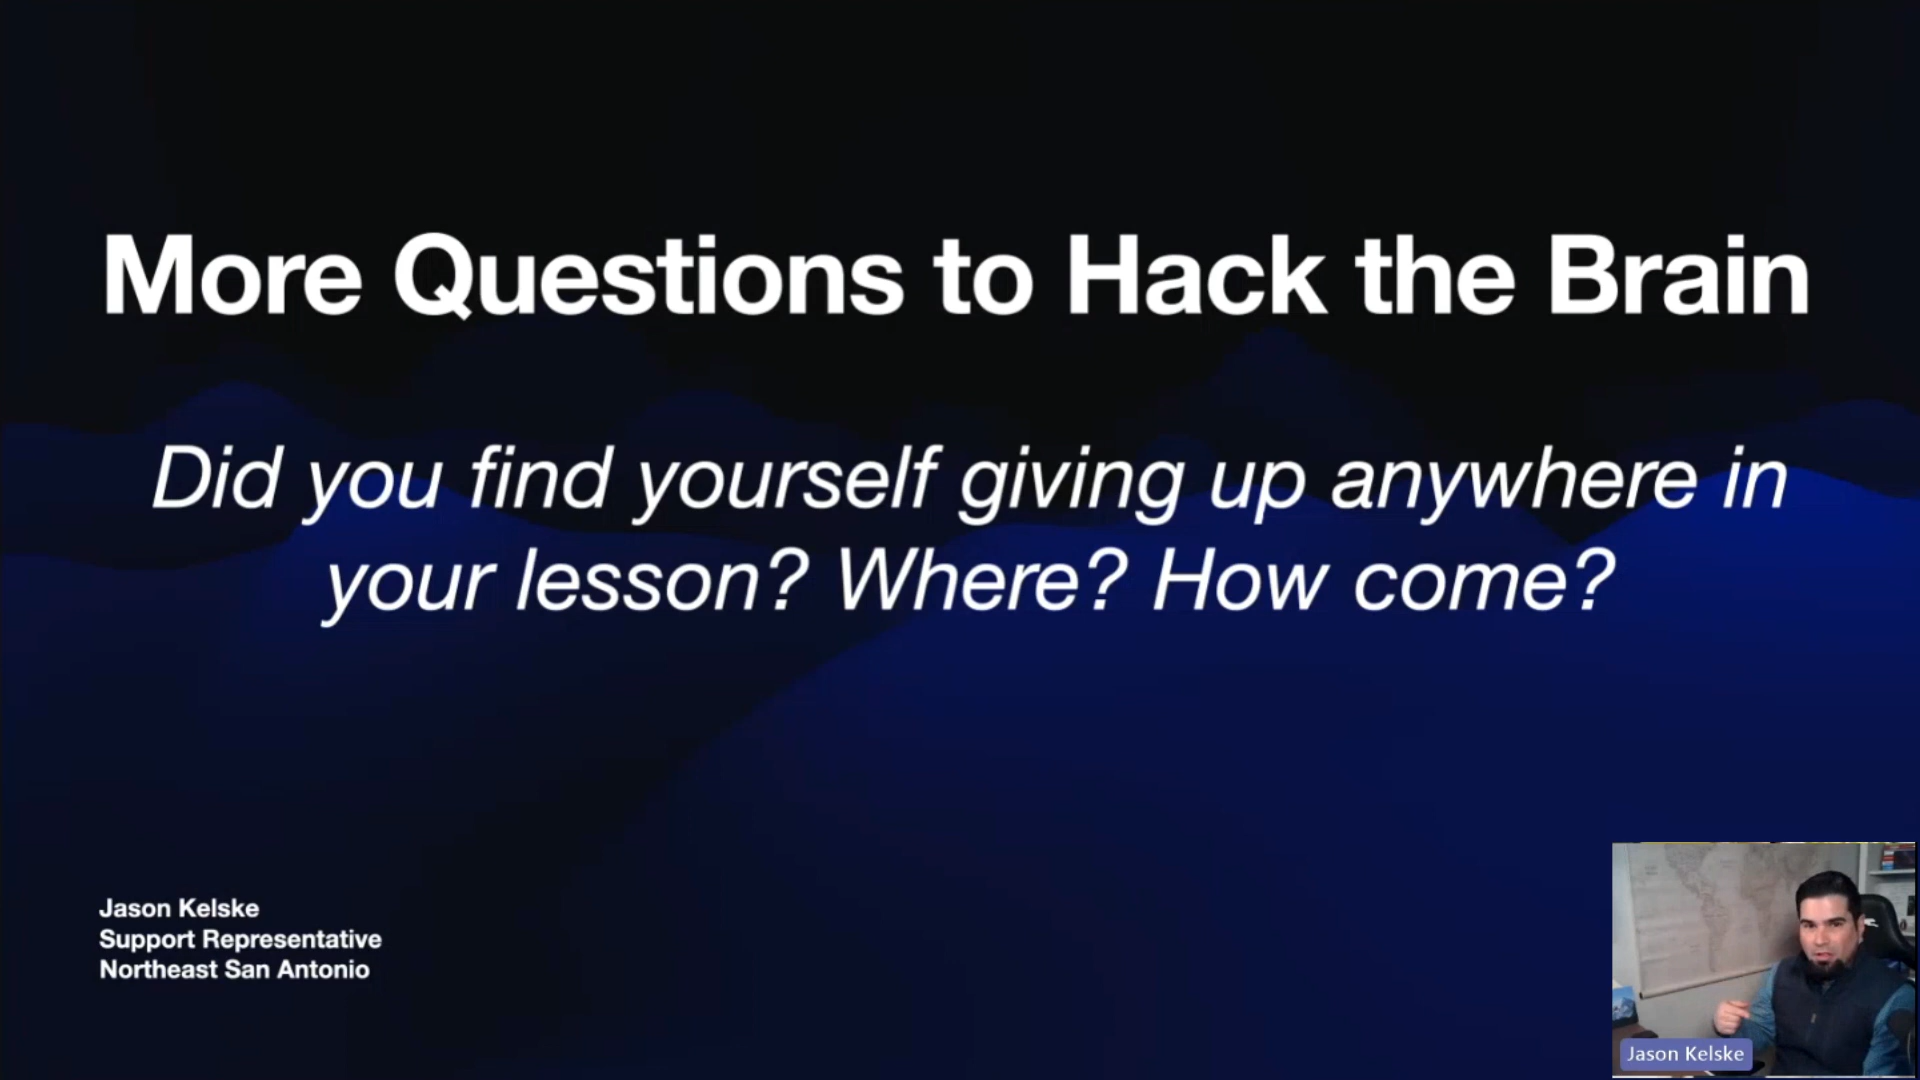 More Questions to Hack the Brain
Did you find yourself giving up anywhere in
your lesson? Where? How come?
Jason Kelske
Support Representative
Northeast San Antonio
Jason Kelske